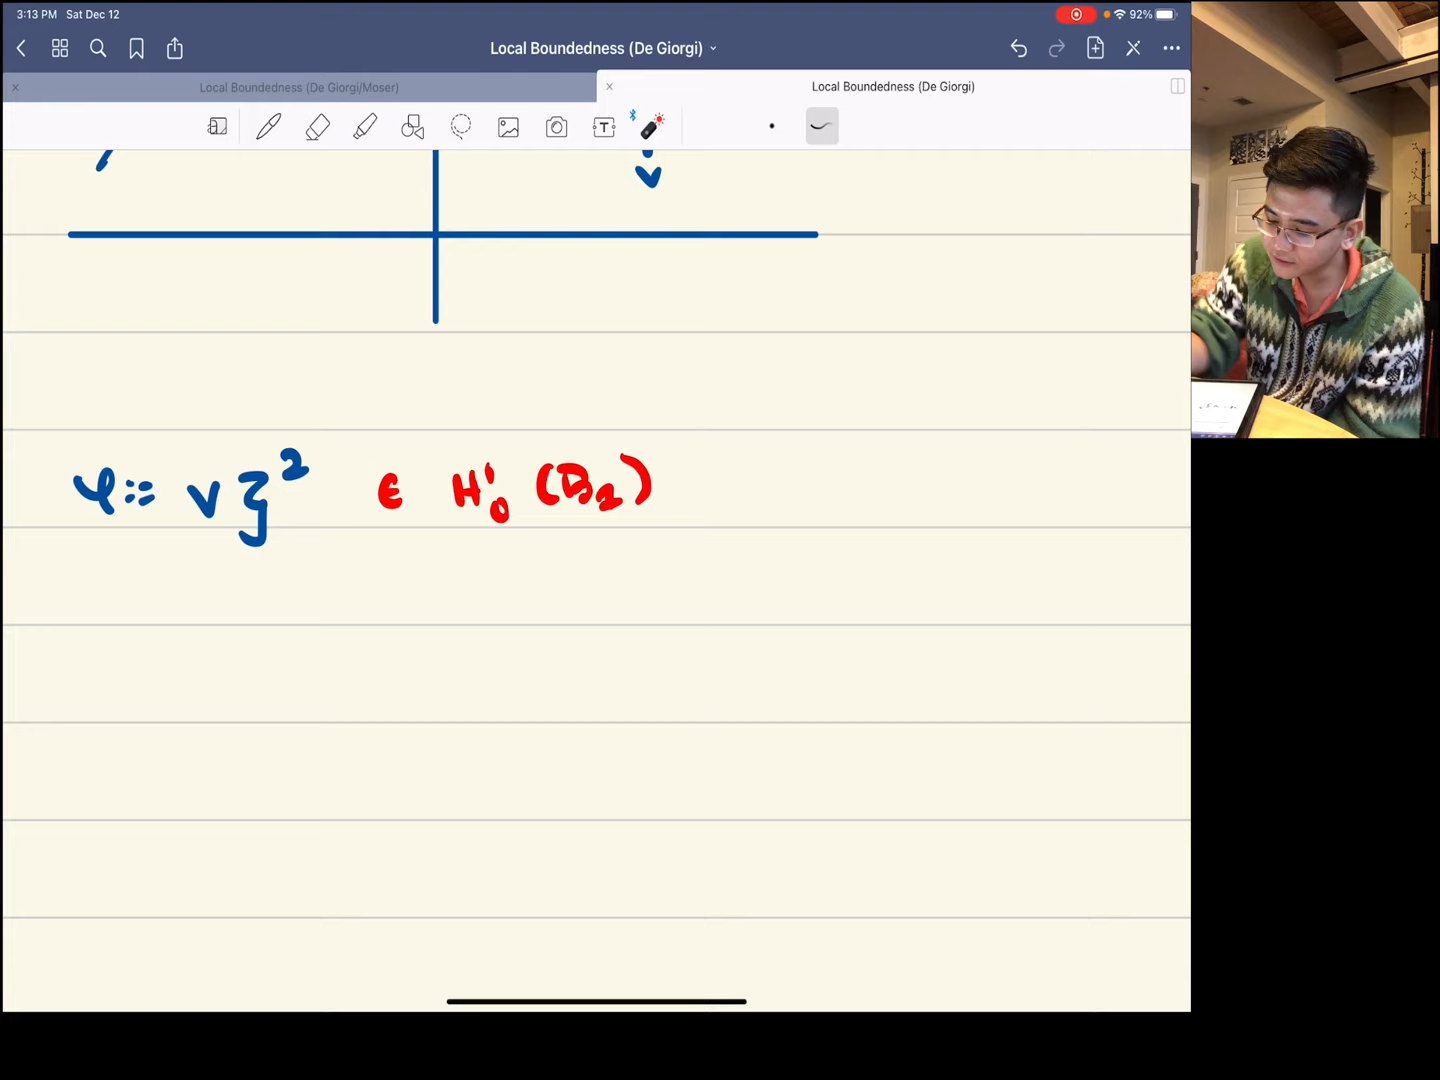 3:13 PM Sat Dec 12 92%
Local Boundedness (De Giorgi)
Local Boundedness (De Giorgi/Moser) Local Boundedness (De Giorgi)
T
v
φ := v ξ² ∈ H¹₀ (B₂)